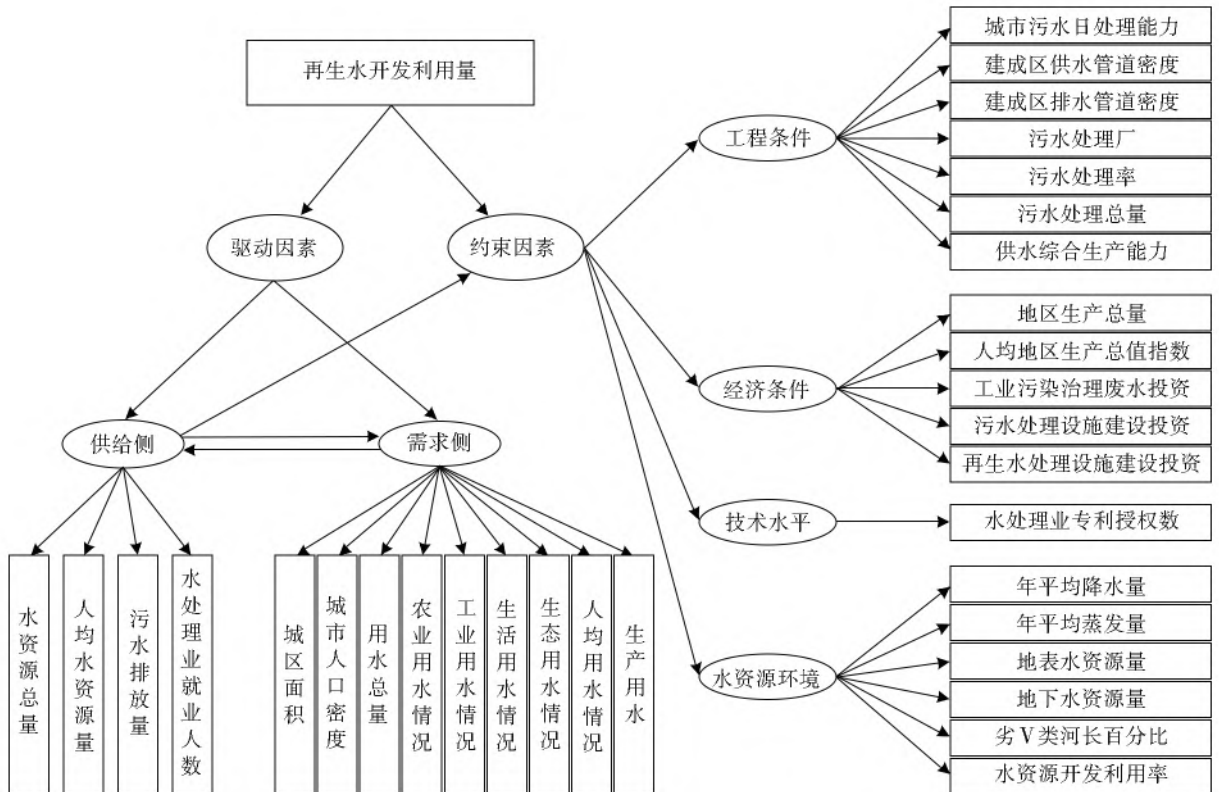 再生水开发利用量
驱动因素
约束因素
供给侧
需求侧
水资源总量
人均水资源量
污水排放量
水处理业就业人数
城区面积
城市人口密度
用水总量
农业用水情况
工业用水情况
生活用水情况
生态用水情况
人均用水情况
生产用水
工程条件
城市污水日处理能力
建成区供水管道密度
建成区排水管道密度
污水处理厂
污水处理率
污水处理总量
供水综合生产能力
经济条件
地区生产总量
人均地区生产总值指数
工业污染治理废水投资
污水处理设施建设投资
再生水处理设施建设投资
技术水平
水处理业专利授权数
水资源环境
年平均降水量
年平均蒸发量
地表水资源量
地下水资源量
劣Ⅴ类河长百分比
水资源开发利用率